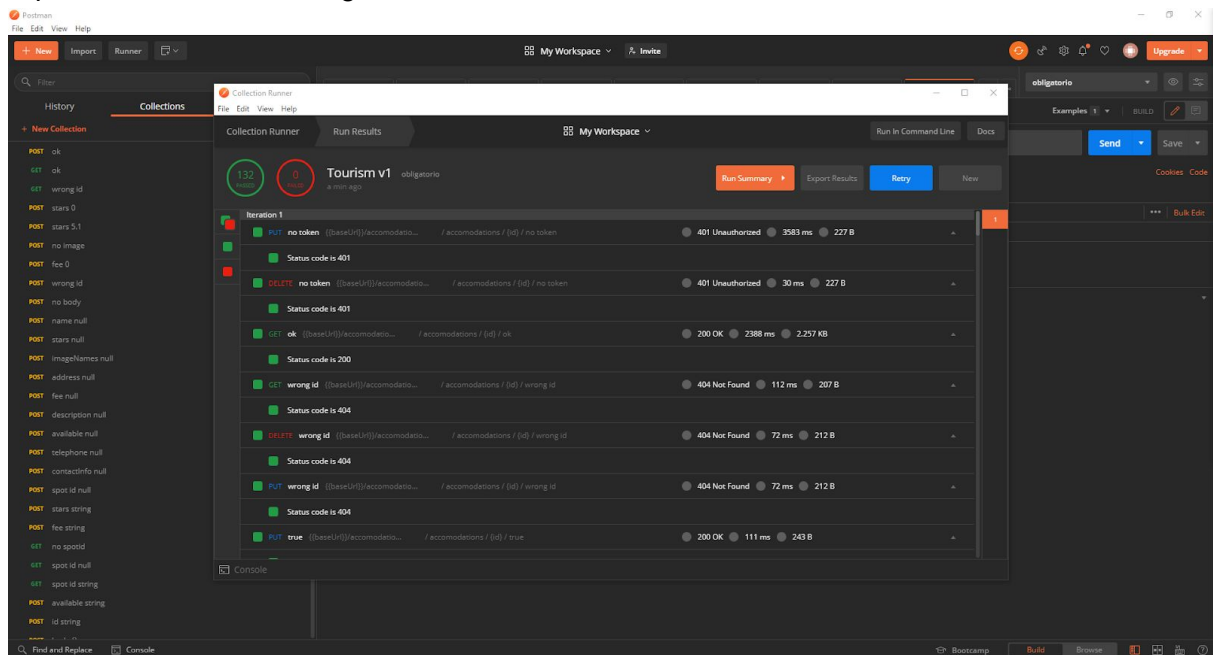 Postman
File Edit View Help
+ New Import Runner My Workspace Invite Upgrade
Filter
obligatorio
History Collections
Examples 1 BUILD
+ New Collection
Send Save
Cookies Code
*** Bulk Edit
POST ok
GET ok
GET wrong id
POST stars 0
POST stars 5.1
POST no image
POST fee 0
POST wrong id
POST no body
POST name null
POST stars null
POST imageNames null
POST address null
POST fee null
POST description null
POST available null
POST telephone null
POST contactInfo null
POST spot id null
POST stars string
POST fee string
GET no spotid
GET spot id null
GET spot id string
POST available string
POST id string
Collection Runner
File Edit View Help
Collection Runner Run Results My Workspace Run In Command Line Docs
132 PASSED 0 FAILED Tourism v1 obligatorio
a min ago
Run Summary Export Results Retry New
Iteration 1
1
PUT no token {{baseUrl}}/accomodatio... / accomodations / {id} / no token 401 Unauthorized 3583 ms 227 B
Status code is 401
DELETE no token {{baseUrl}}/accomodatio... / accomodations / {id} / no token 401 Unauthorized 30 ms 227 B
Status code is 401
GET ok {{baseUrl}}/accomodatio... / accomodations / {id} / ok 200 OK 2388 ms 2.257 KB
Status code is 200
GET wrong id {{baseUrl}}/accomodatio... / accomodations / {id} / wrong id 404 Not Found 112 ms 207 B
Status code is 404
DELETE wrong id {{baseUrl}}/accomodatio... / accomodations / {id} / wrong id 404 Not Found 72 ms 212 B
Status code is 404
PUT wrong id {{baseUrl}}/accomodatio... / accomodations / {id} / wrong id 404 Not Found 72 ms 212 B
Status code is 404
PUT true {{baseUrl}}/accomodatio... / accomodations / {id} / true 200 OK 111 ms 243 B
Console
Find and Replace Console Bootcamp Build Browse